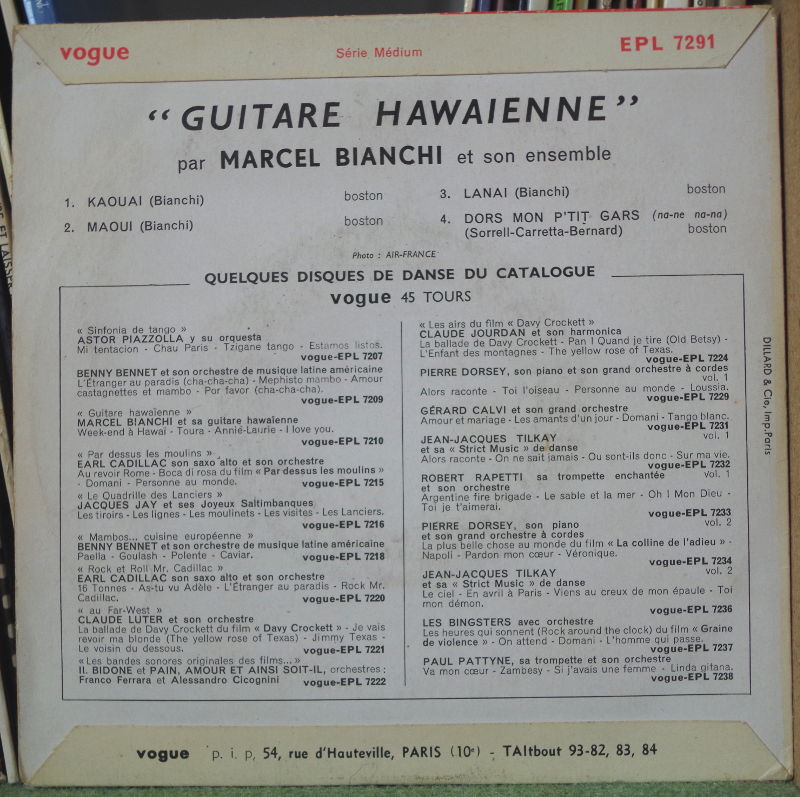 vogue
Série Médium
EPL 7291
“GUITARE HAWAIENNE”
par MARCEL BIANCHI et son ensemble
1. KAOUAI (Bianchi) boston
2. MAOUI (Bianchi) boston
3. LANAI (Bianchi) boston
4. DORS MON P'TIT GARS (na-ne na-na)
(Sorrell-Carretta-Bernard) boston
Photo : AIR-FRANCE
QUELQUES DISQUES DE DANSE DU CATALOGUE
vogue 45 TOURS
« Sinfonia de tango »
ASTOR PIAZZOLLA y su orquesta
Mi tentacion - Chau Paris - Tzigane tango - Estamos listos.
vogue-EPL 7207
BENNY BENNET et son orchestre de musique latine américaine
L'Étranger au paradis (cha-cha-cha) - Mephisto mambo - Amour
castagnettes et mambo - Por favor (cha-cha-cha).
vogue-EPL 7209
« Guitare hawaïenne »
MARCEL BIANCHI et sa guitare hawaïenne
Week-end à Hawaï - Toura - Annié-Laurie - I love you.
vogue-EPL 7210
« Par dessus les moulins »
EARL CADILLAC son saxo alto et son orchestre
Au revoir Rome - Boca di rosa du film « Par dessus les moulins »
- Domani - Personne au monde. vogue-EPL 7215
« Le Quadrille des Lanciers »
JACQUES JAY et ses Joyeux Saltimbanques
Les tiroirs - Les lignes - Les moulinets - Les visites - Les Lanciers.
vogue-EPL 7216
« Mambos... cuisine européenne »
BENNY BENNET et son orchestre de musique latine américaine
Paella - Goulash - Polente - Caviar. vogue-EPL 7218
« Rock et Roll Mr. Cadillac »
EARL CADILLAC son saxo alto et son orchestre
16 Tonnes - As-tu vu Adèle - L'Étranger au paradis - Rock Mr.
Cadillac. vogue-EPL 7220
« au Far-West »
CLAUDE LUTER et son orchestre
La ballade de Davy Crockett du film « Davy Crockett » - Je vais
revoir ma blonde (The yellow rose of Texas) - Jimmy Texas -
Le voisin du dessous. vogue-EPL 7221
«Les bandes sonores originales des films...»
IL BIDONE et PAIN, AMOUR ET AINSI SOIT-IL, orchestres :
Franco Ferrara et Alessandro Cicognini vogue-EPL 7222
« Les airs du film « Davy Crockett »
CLAUDE JOURDAN et son harmonica
La ballade de Davy Crockett - Pan ! Quand je tire (Old Betsy) -
L'Enfant des montagnes - The yellow rose of Texas.
vogue-EPL 7224
PIERRE DORSEY, son piano et son grand orchestre à cordes
vol. 1
Alors raconte - Toi l'oiseau - Personne au monde - Loussia.
vogue-EPL 7229
GÉRARD CALVI et son grand orchestre
Amour et mariage - Les amants d'un jour - Domani - Tango blanc.
vogue-EPL 7231
JEAN-JACQUES TILKAY vol. 1
et sa « Strict Music » de danse
Alors raconte - On ne sait jamais - Ou sont-ils donc - Sur ma vie.
vogue-EPL 7232
ROBERT RAPETTI sa trompette enchantée vol. 1
et son orchestre
Argentine fire brigade - Le sable et la mer - Oh ! Mon Dieu -
Toi je t'aimerai.
vogue-EPL 7233
PIERRE DORSEY, son piano vol. 2
et son grand orchestre à cordes
La plus belle chose au monde du film « La colline de l'adieu » -
Napoli - Pardon mon cœur - Véronique.
vogue-EPL 7234
JEAN-JACQUES TILKAY vol. 2
et sa « Strict Music » de danse
Le ciel - En avril à Paris - Viens au creux de mon épaule - Toi
mon démon.
vogue-EPL 7236
LES BINGSTERS avec orchestre
Les heures qui sonnent (Rock around the clock) du film « Graine
de violence » - On attend - Domani - L'homme qui passe.
vogue-EPL 7237
PAUL PATTYNE, sa trompette et son orchestre
Va mon cœur - Zambesy - Si j'avais une femme - Linda gitana.
vogue-EPL 7238
DILLARD & Cie, Imp. Paris
vogue p. i. p. 54, rue d'Hauteville, PARIS (10e) - TAItbout 93-82, 83, 84